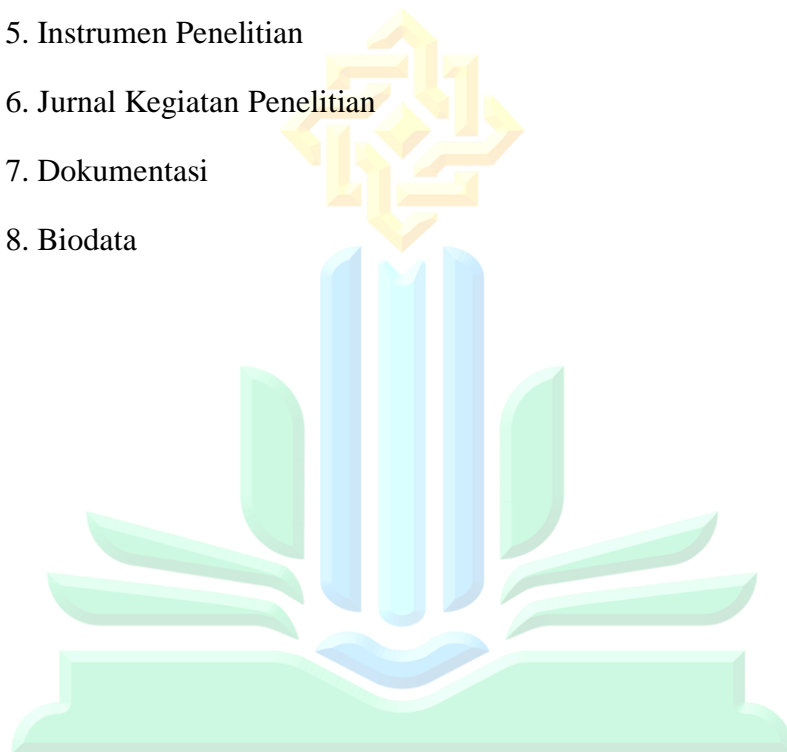 5. Instrumen Penelitian
6. Jurnal Kegiatan Penelitian
7. Dokumentasi
8. Biodata